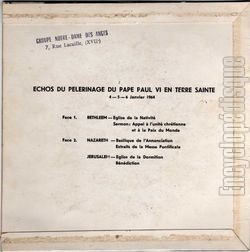 GROUPE NOTRE-DAME DES ANGES
7, Rue Lacaille, (XVIIe)
ECHOS DU PELERINAGE DU PAPE PAUL VI EN TERRE SAINTE
4 — 5 — 6 Janvier 1964
Face 1. BETHLEEM — Eglise de la Nativité
Sermon: Appel à l'unité chrétienne
et à la Paix du Monde
Face 2. NAZARETH — Basilique de l'Annonciation
Extraits de la Messe Pontificale
JERUSALEM — Eglise de la Dormition
Bénédiction